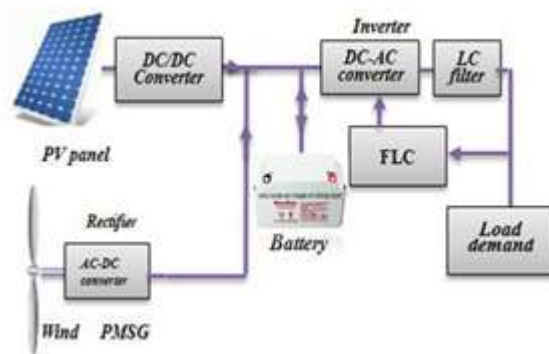 Inverter
DC/DC
Converter
DC-AC
converter
LC
filter
PV panel
FLC
Rectifier
Battery
Load
demand
AC-DC
converter
Wind PMSG